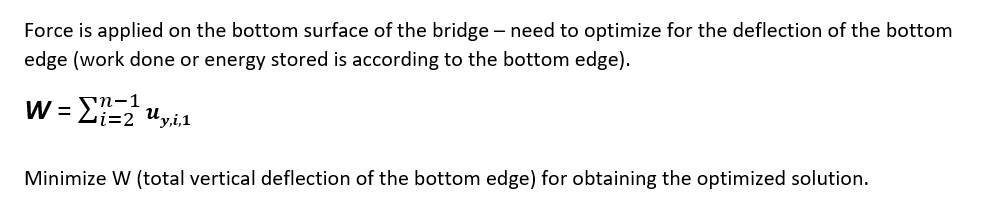 Force is applied on the bottom surface of the bridge – need to optimize for the deflection of the bottom
edge (work done or energy stored is according to the bottom edge).
W = ∑_{i=2}^{n−1} u_{y,i,1}
Minimize W (total vertical deflection of the bottom edge) for obtaining the optimized solution.